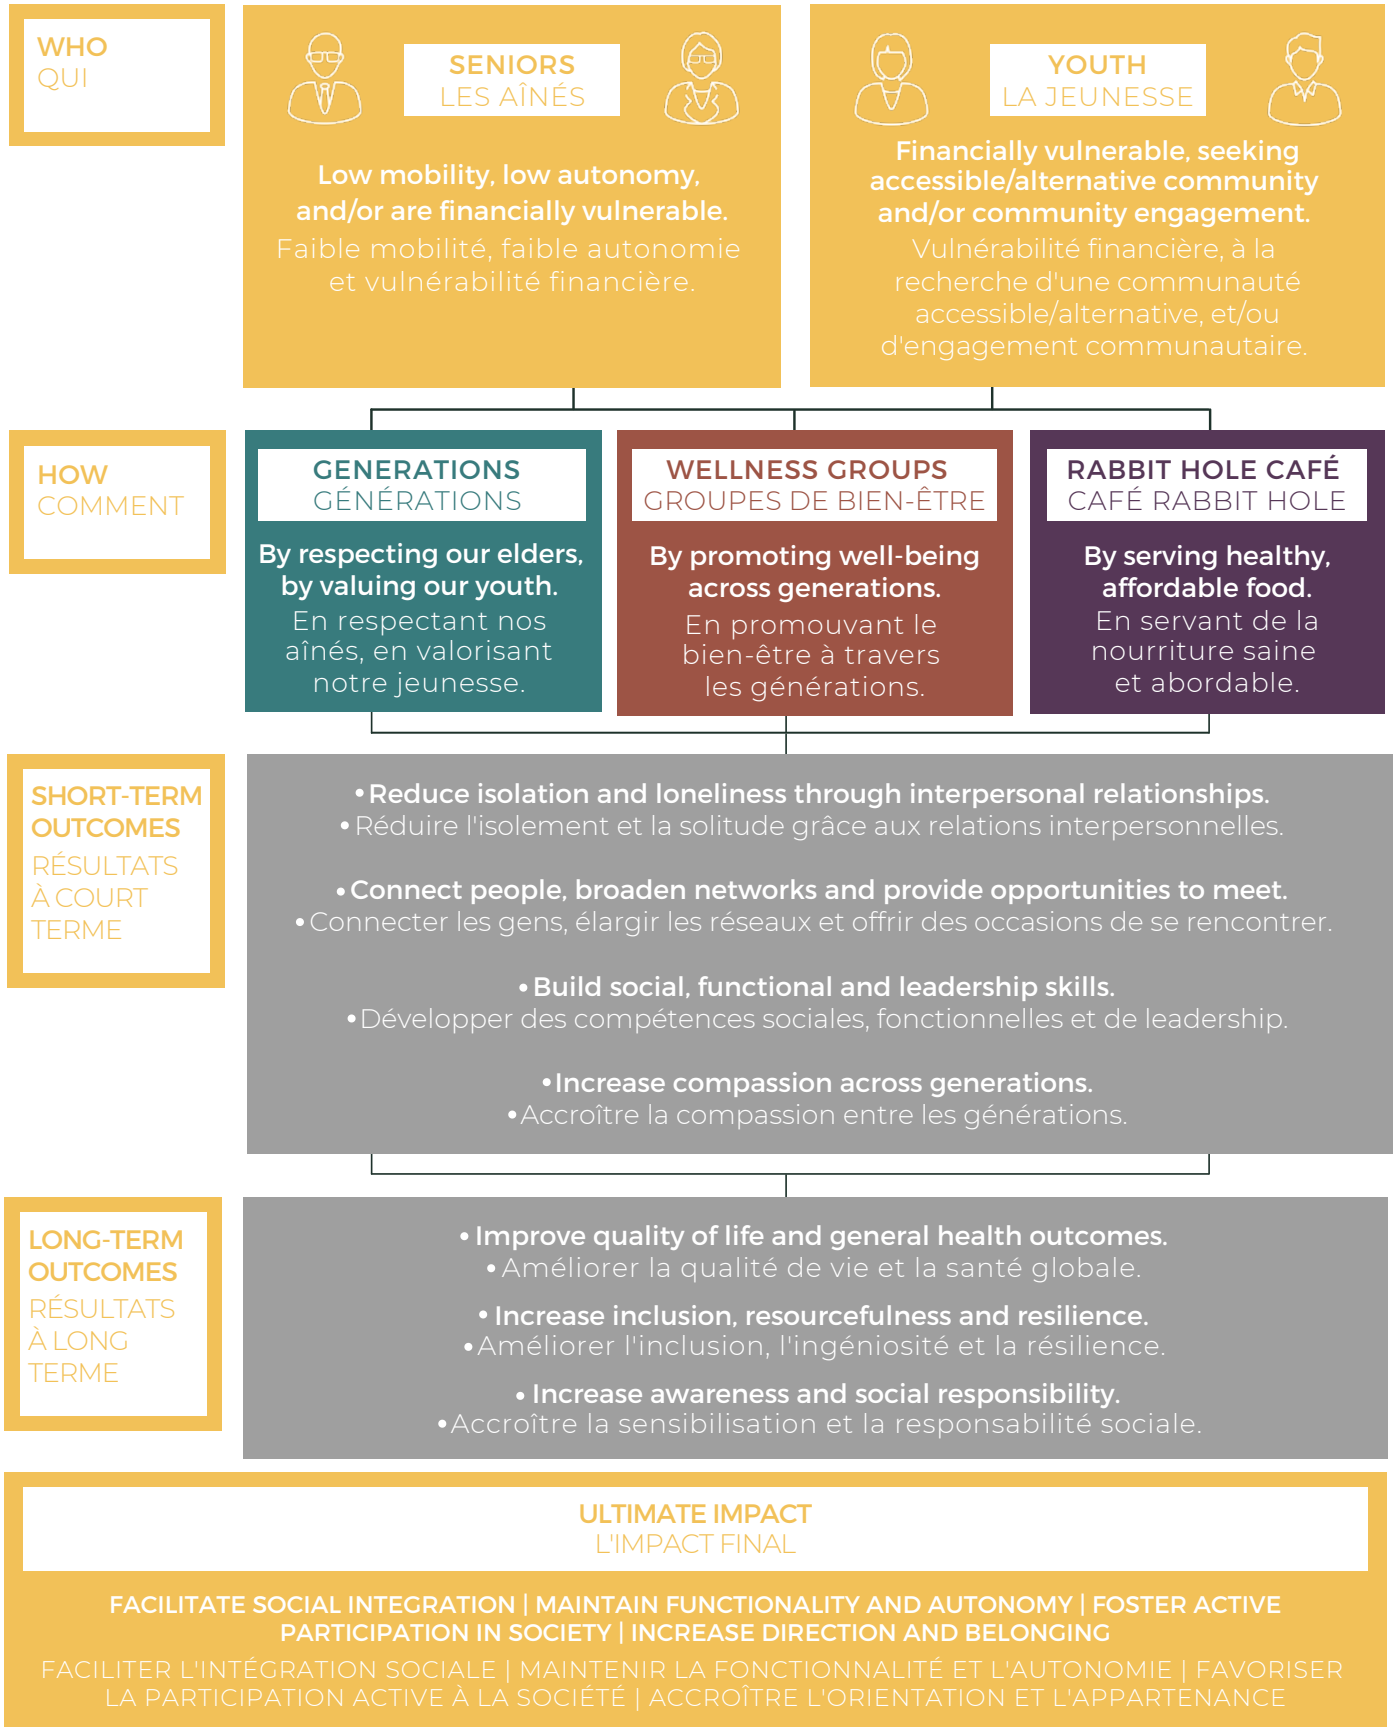 WHO
QUI
SENIORS
LES AÎNÉS
Low mobility, low autonomy,
and/or are financially vulnerable.
Faible mobilité, faible autonomie
et vulnérabilité financière.
YOUTH
LA JEUNESSE
Financially vulnerable, seeking
accessible/alternative community
and/or community engagement.
Vulnérabilité financière, à la
recherche d'une communauté
accessible/alternative, et/ou
d'engagement communautaire.
HOW
COMMENT
GENERATIONS
GÉNÉRATIONS
By respecting our elders,
by valuing our youth.
En respectant nos
aînés, en valorisant
notre jeunesse.
WELLNESS GROUPS
GROUPES DE BIEN-ÊTRE
By promoting well-being
across generations.
En promouvant le
bien-être à travers
les générations.
RABBIT HOLE CAFÉ
CAFÉ RABBIT HOLE
By serving healthy,
affordable food.
En servant de la
nourriture saine
et abordable.
SHORT-TERM
OUTCOMES
RÉSULTATS
À COURT
TERME
•Reduce isolation and loneliness through interpersonal relationships.
•Réduire l'isolement et la solitude grâce aux relations interpersonnelles.
•Connect people, broaden networks and provide opportunities to meet.
•Connecter les gens, élargir les réseaux et offrir des occasions de se rencontrer.
•Build social, functional and leadership skills.
•Développer des compétences sociales, fonctionnelles et de leadership.
•Increase compassion across generations.
•Accroître la compassion entre les générations.
LONG-TERM
OUTCOMES
RÉSULTATS
À LONG
TERME
•Improve quality of life and general health outcomes.
•Améliorer la qualité de vie et la santé globale.
•Increase inclusion, resourcefulness and resilience.
•Améliorer l'inclusion, l'ingéniosité et la résilience.
•Increase awareness and social responsibility.
•Accroître la sensibilisation et la responsabilité sociale.
ULTIMATE IMPACT
L'IMPACT FINAL
FACILITATE SOCIAL INTEGRATION | MAINTAIN FUNCTIONALITY AND AUTONOMY | FOSTER ACTIVE
PARTICIPATION IN SOCIETY | INCREASE DIRECTION AND BELONGING
FACILITER L'INTÉGRATION SOCIALE | MAINTENIR LA FONCTIONNALITÉ ET L'AUTONOMIE | FAVORISER
LA PARTICIPATION ACTIVE À LA SOCIÉTÉ | ACCROÎTRE L'ORIENTATION ET L'APPARTENANCE